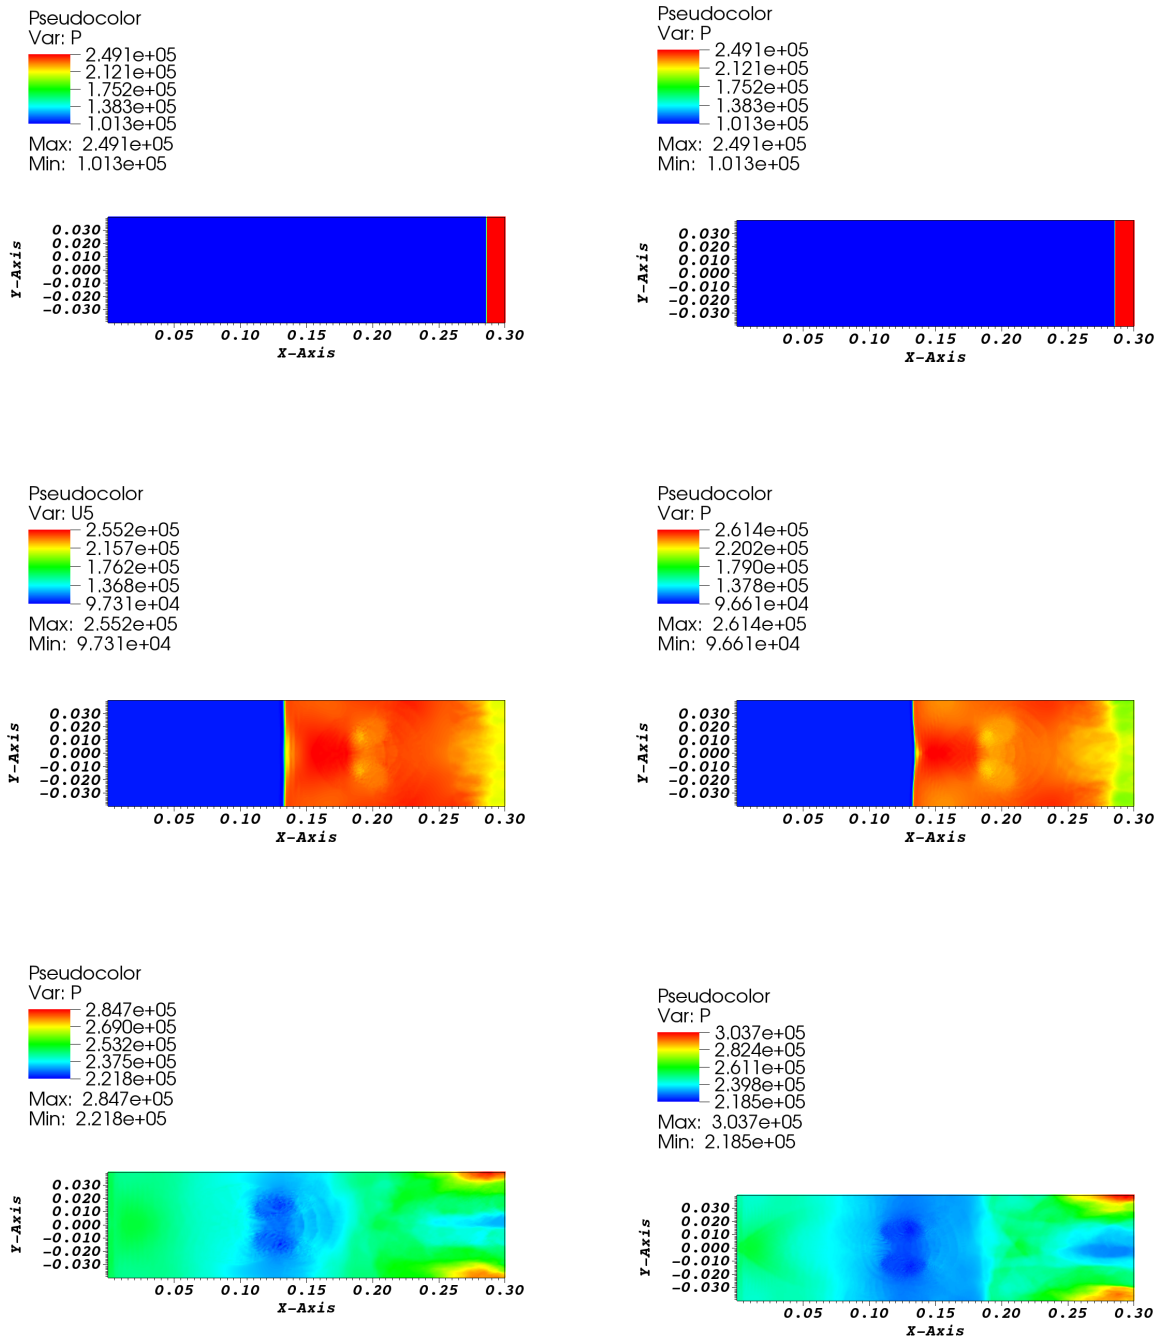 Pseudocolor
Var: P
2.491e+05
2.121e+05
1.752e+05
1.383e+05
1.013e+05
Max: 2.491e+05
Min: 1.013e+05
0.030
0.020
0.010
0.000
-0.010
-0.020
-0.030
Y-Axis
0.05 0.10 0.15 0.20 0.25 0.30
X-Axis
Pseudocolor
Var: P
2.491e+05
2.121e+05
1.752e+05
1.383e+05
1.013e+05
Max: 2.491e+05
Min: 1.013e+05
0.030
0.020
0.010
0.000
-0.010
-0.020
-0.030
Y-Axis
0.05 0.10 0.15 0.20 0.25 0.30
X-Axis
Pseudocolor
Var: U5
2.552e+05
2.157e+05
1.762e+05
1.368e+05
9.731e+04
Max: 2.552e+05
Min: 9.731e+04
0.030
0.020
0.010
0.000
-0.010
-0.020
-0.030
Y-Axis
0.05 0.10 0.15 0.20 0.25 0.30
X-Axis
Pseudocolor
Var: P
2.614e+05
2.202e+05
1.790e+05
1.378e+05
9.661e+04
Max: 2.614e+05
Min: 9.661e+04
0.030
0.020
0.010
0.000
-0.010
-0.020
-0.030
Y-Axis
0.05 0.10 0.15 0.20 0.25 0.30
X-Axis
Pseudocolor
Var: P
2.847e+05
2.690e+05
2.532e+05
2.375e+05
2.218e+05
Max: 2.847e+05
Min: 2.218e+05
0.030
0.020
0.010
0.000
-0.010
-0.020
-0.030
Y-Axis
0.05 0.10 0.15 0.20 0.25 0.30
X-Axis
Pseudocolor
Var: P
3.037e+05
2.824e+05
2.611e+05
2.398e+05
2.185e+05
Max: 3.037e+05
Min: 2.185e+05
0.030
0.020
0.010
0.000
-0.010
-0.020
-0.030
Y-Axis
0.05 0.10 0.15 0.20 0.25 0.30
X-Axis